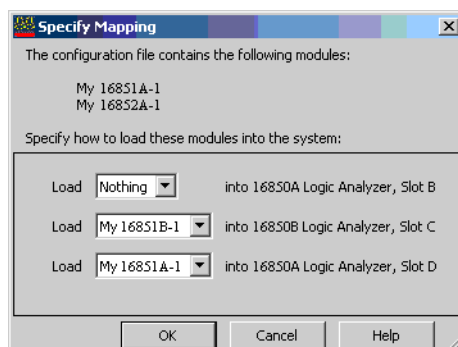 Specify Mapping
The configuration file contains the following modules:
My 16851A-1
My 16852A-1
Specify how to load these modules into the system:
Load Nothing into 16850A Logic Analyzer, Slot B
Load My 16851B-1 into 16850B Logic Analyzer, Slot C
Load My 16851A-1 into 16850A Logic Analyzer, Slot D
OK Cancel Help